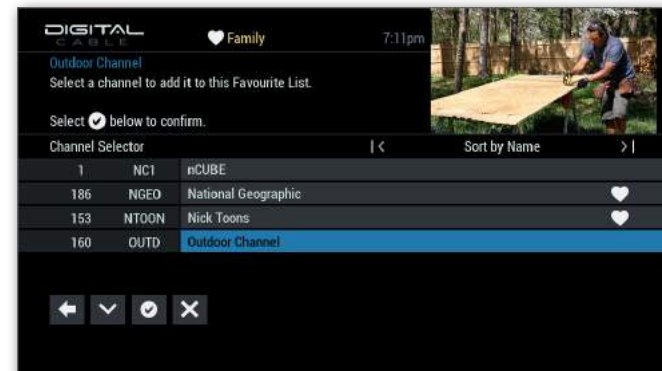 DIGITAL
CABLE
Family
7:11pm
Outdoor Channel
Select a channel to add it to this Favourite List.
Select below to confirm.
Channel Selector
Sort by Name
1 NC1 nCUBE
186 NGEO National Geographic
153 NTOON Nick Toons
160 OUTD Outdoor Channel